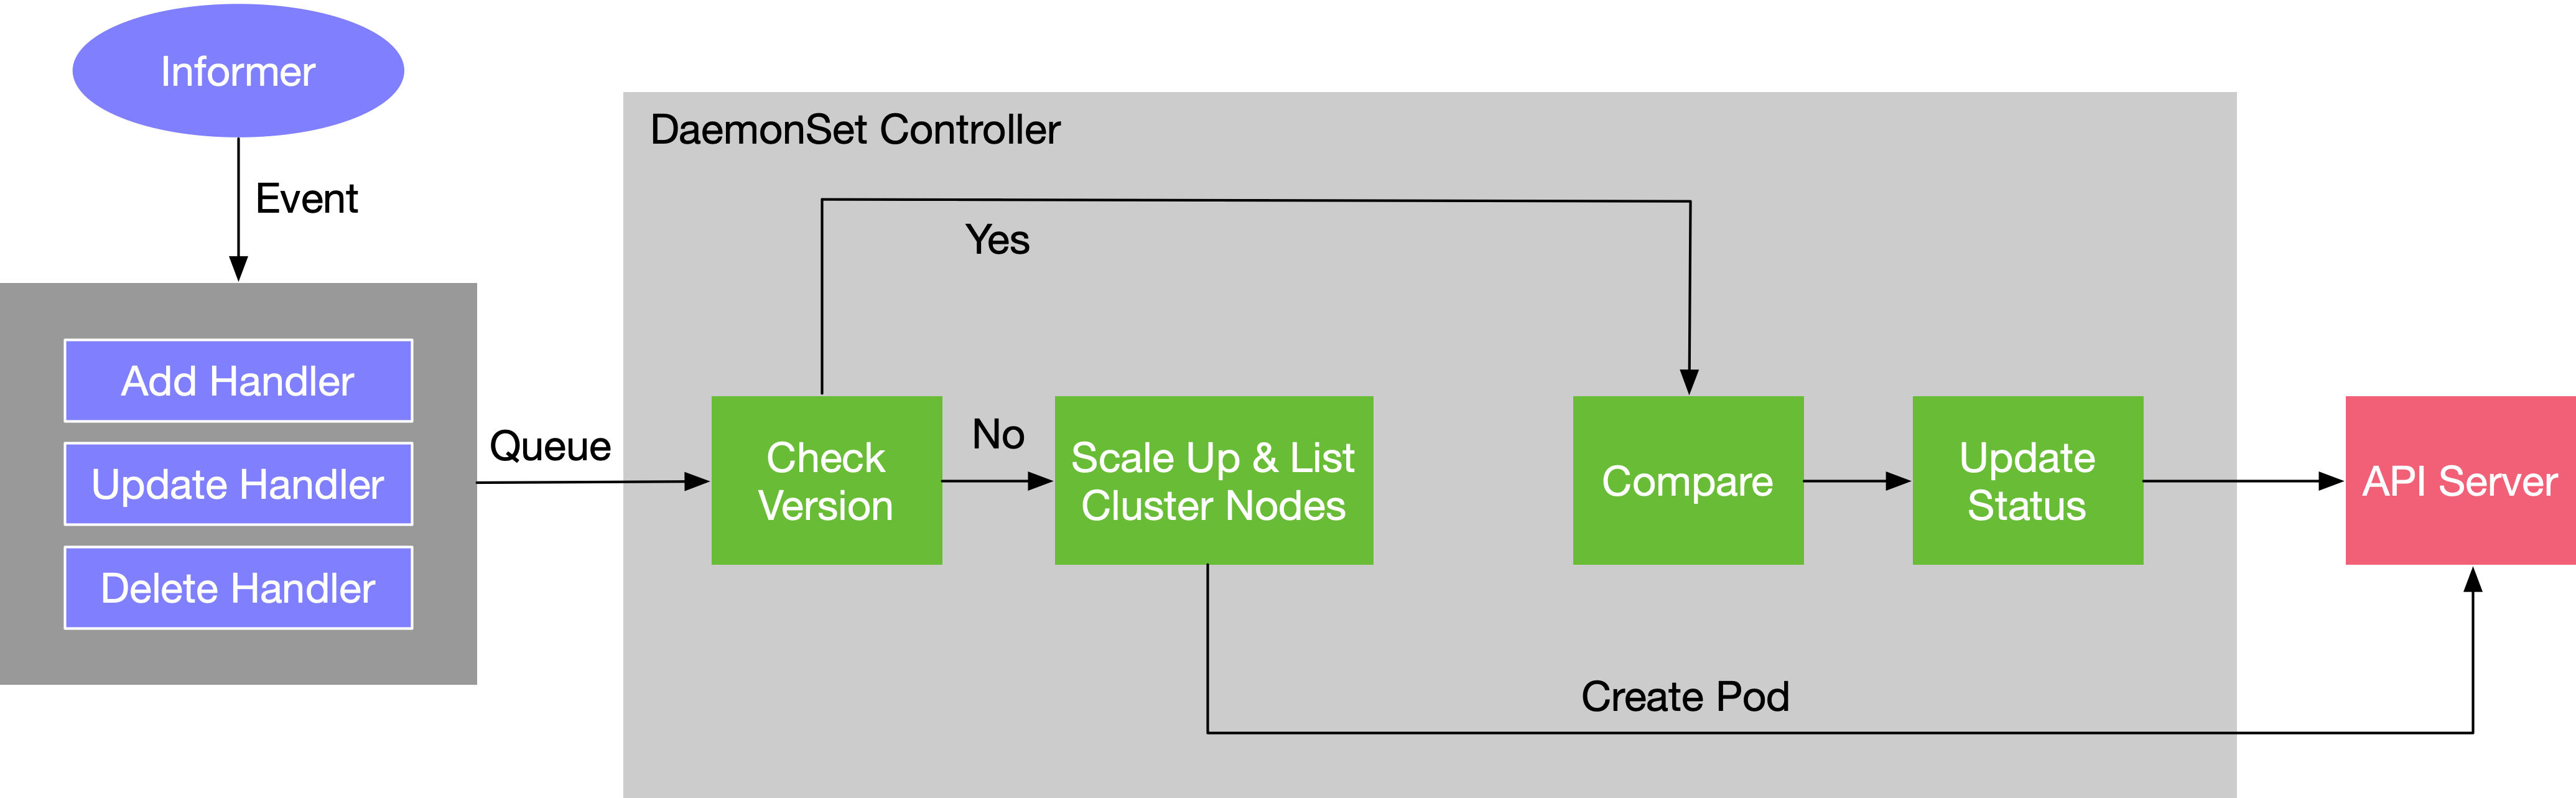 Informer
Event
Add Handler
Update Handler
Delete Handler
Queue
DaemonSet Controller
Yes
Check
Version
No
Scale Up & List
Cluster Nodes
Compare
Update
Status
API Server
Create Pod